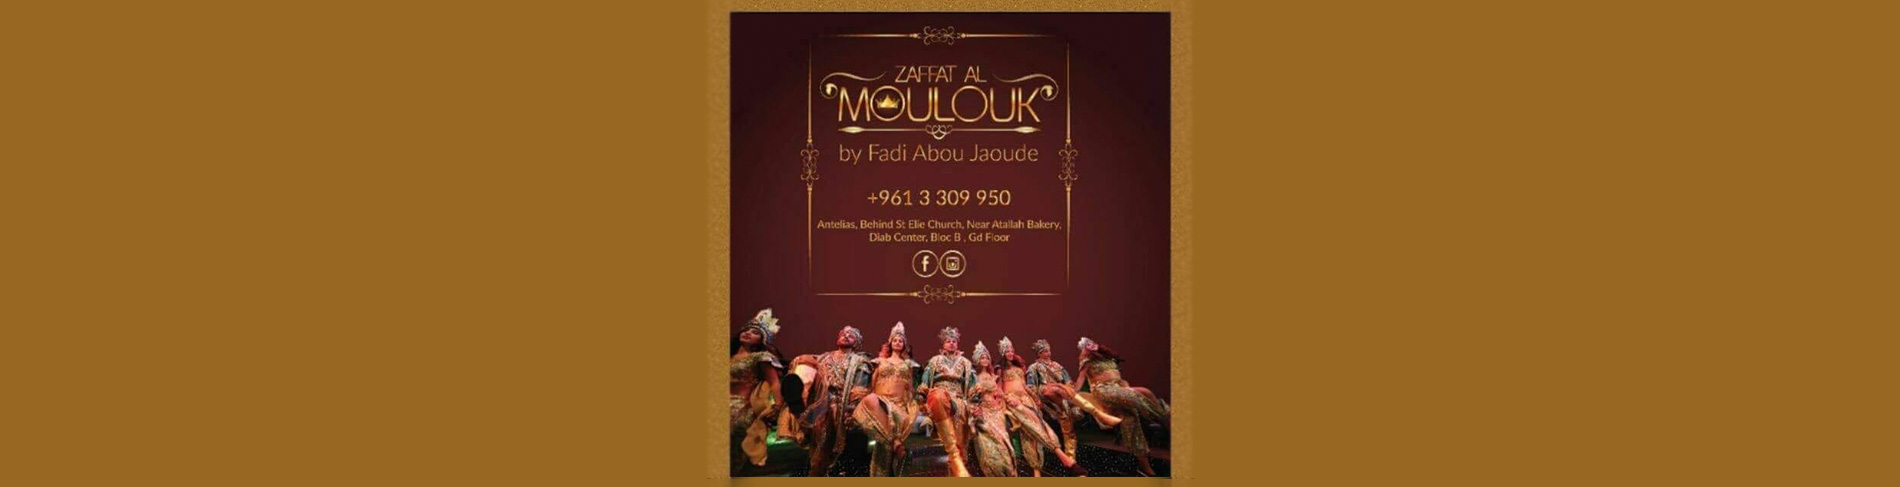 ZAFFAT AL
MOULOUK
by Fadi Abou Jaoude
+961 3 309 950
Antelias, Behind St Elie Church, Near Atallah Bakery,
Diab Center, Bloc B , Gd Floor